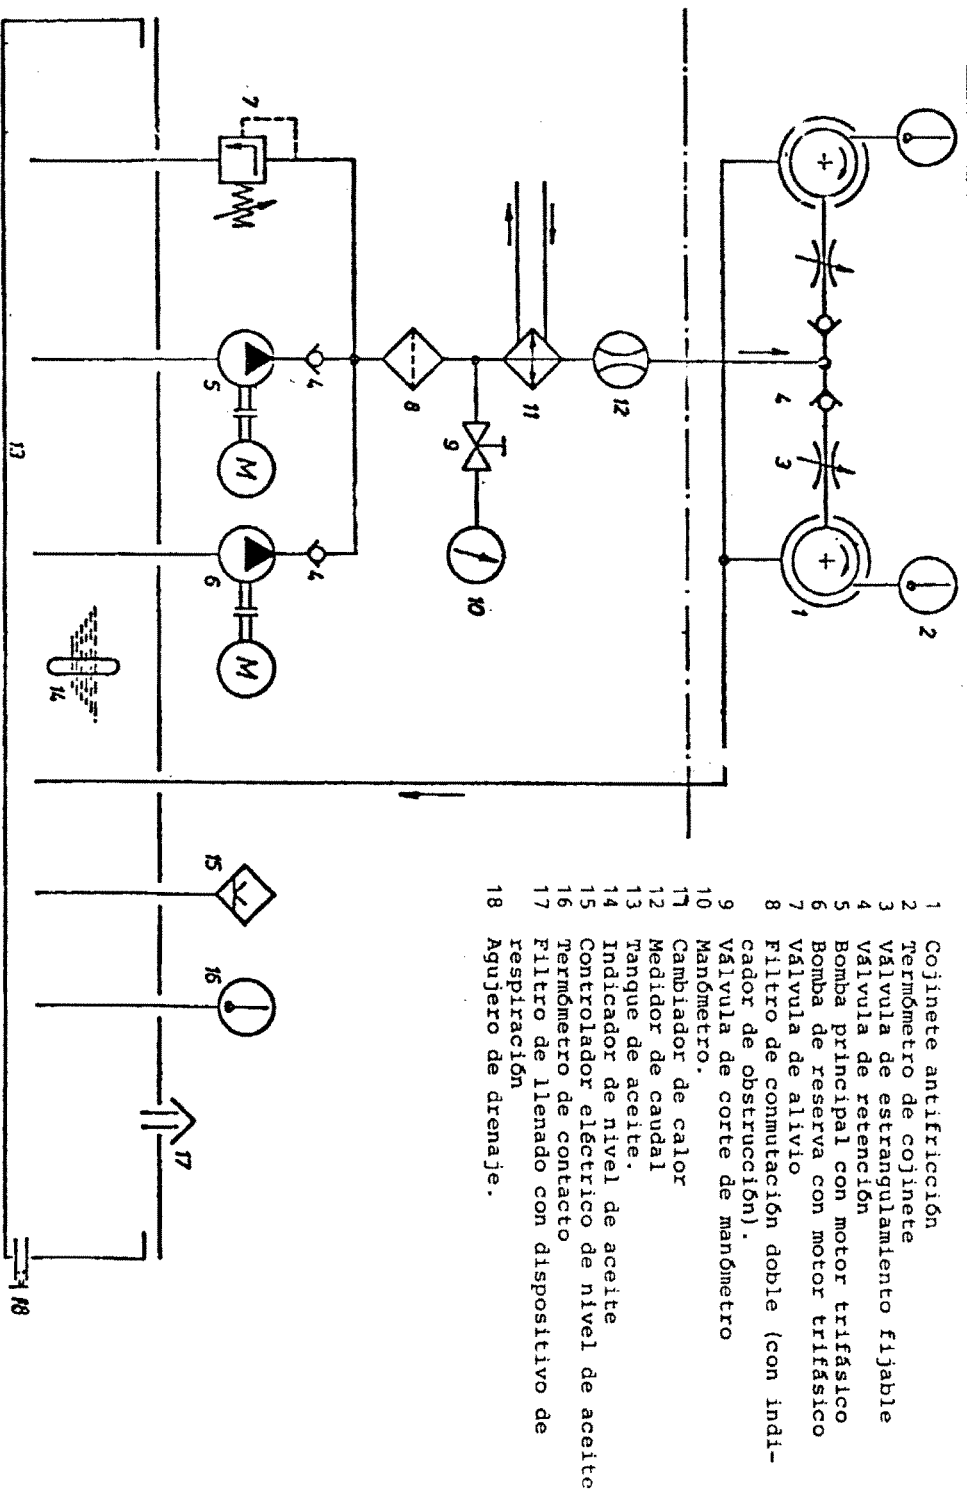 1 Cojinete antifricción
2 Termómetro de cojinete
3 Válvula de estrangulamiento fijable
4 Válvula de retención
5 Bomba principal con motor trifásico
6 Bomba de reserva con motor trifásico
7 Válvula de alivio
8 Filtro de conmutación doble (con indi-
cador de obstrucción).
9 Válvula de corte de manómetro
10 Manómetro.
11 Cambiador de calor
12 Medidor de caudal
13 Tanque de aceite.
14 Indicador de nivel de aceite
15 Controlador eléctrico de nivel de aceite
16 Termómetro de contacto
17 Filtro de llenado con dispositivo de
respiración
18 Agujero de drenaje.
2
1
3
4
12
11
8
9
10
7
4
4
5
M
6
M
13
14
15
16
17
18